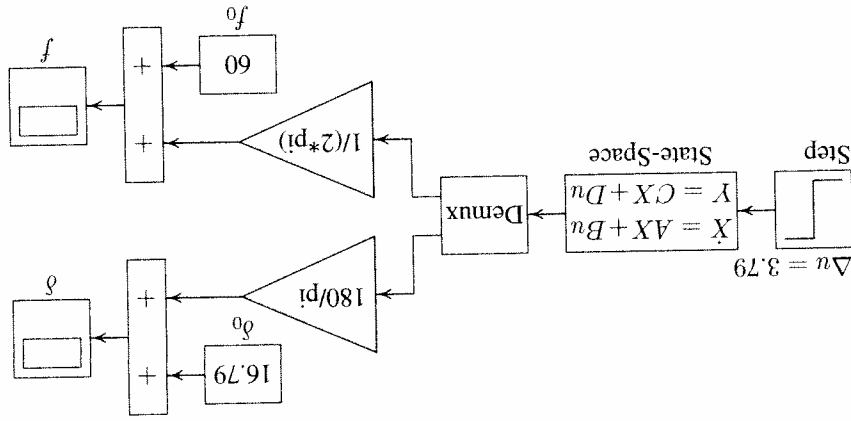 16.79
δ₀
+
+
180/pi
δ
Δu = 3.79
Step
Ẋ = AX + Bu
Y = CX + Du
State-Space
Demux
1/(2*pi)
+
+
60
f₀
f